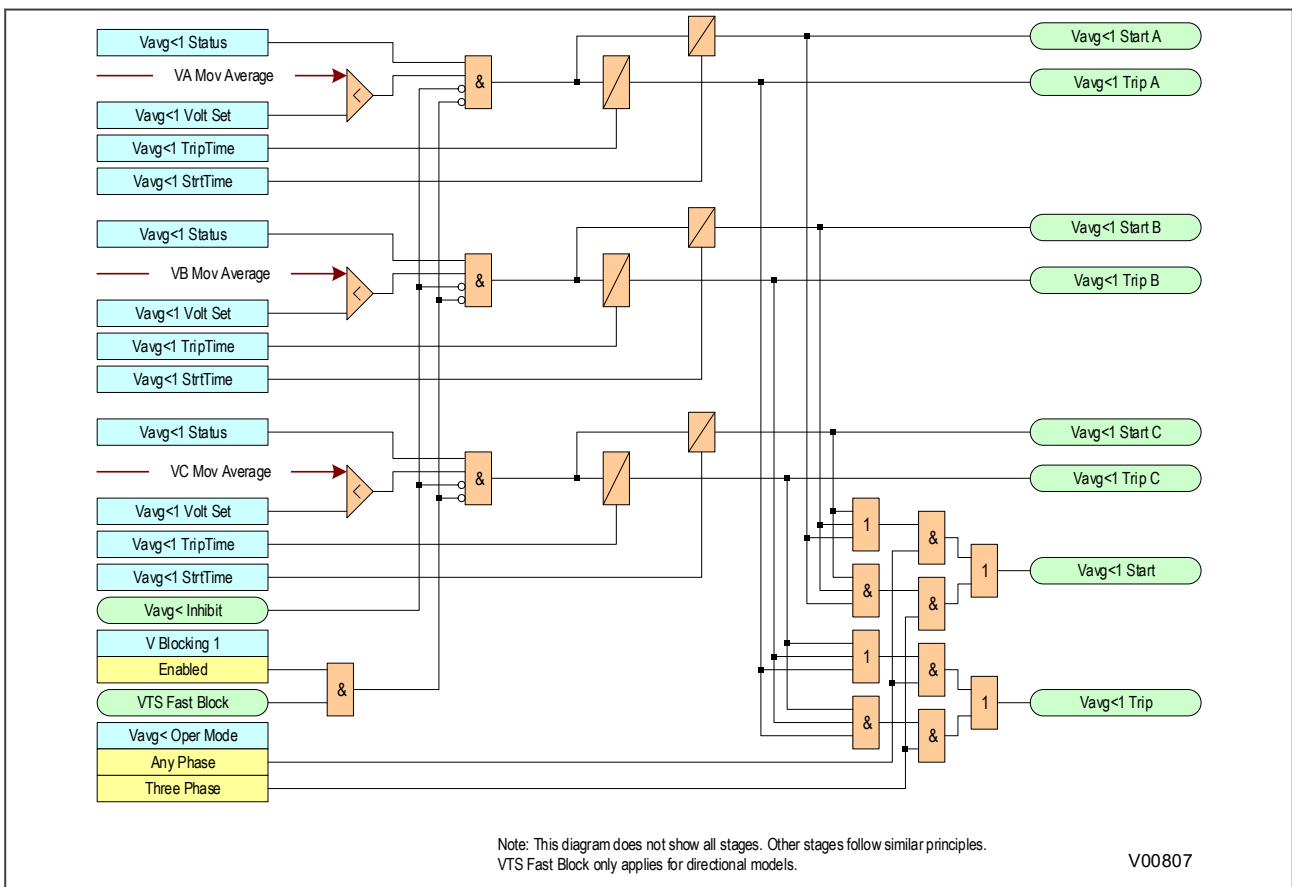 Vavg<1 Status
VA Mov Average
<
Vavg<1 Volt Set
Vavg<1 TripTime
Vavg<1 StrtTime
&
Vavg<1 Start A
Vavg<1 Trip A
Vavg<1 Status
VB Mov Average
<
Vavg<1 Volt Set
Vavg<1 TripTime
Vavg<1 StrtTime
&
Vavg<1 Start B
Vavg<1 Trip B
Vavg<1 Status
VC Mov Average
<
Vavg<1 Volt Set
Vavg<1 TripTime
Vavg<1 StrtTime
&
Vavg<1 Start C
Vavg<1 Trip C
Vavg< Inhibit
V Blocking 1
Enabled
VTS Fast Block
&
Vavg< Oper Mode
Any Phase
Three Phase
1
&
&
&
1
Vavg<1 Start
1
&
&
&
1
Vavg<1 Trip
Note: This diagram does not show all stages. Other stages follow similar principles.
VTS Fast Block only applies for directional models.
V00807